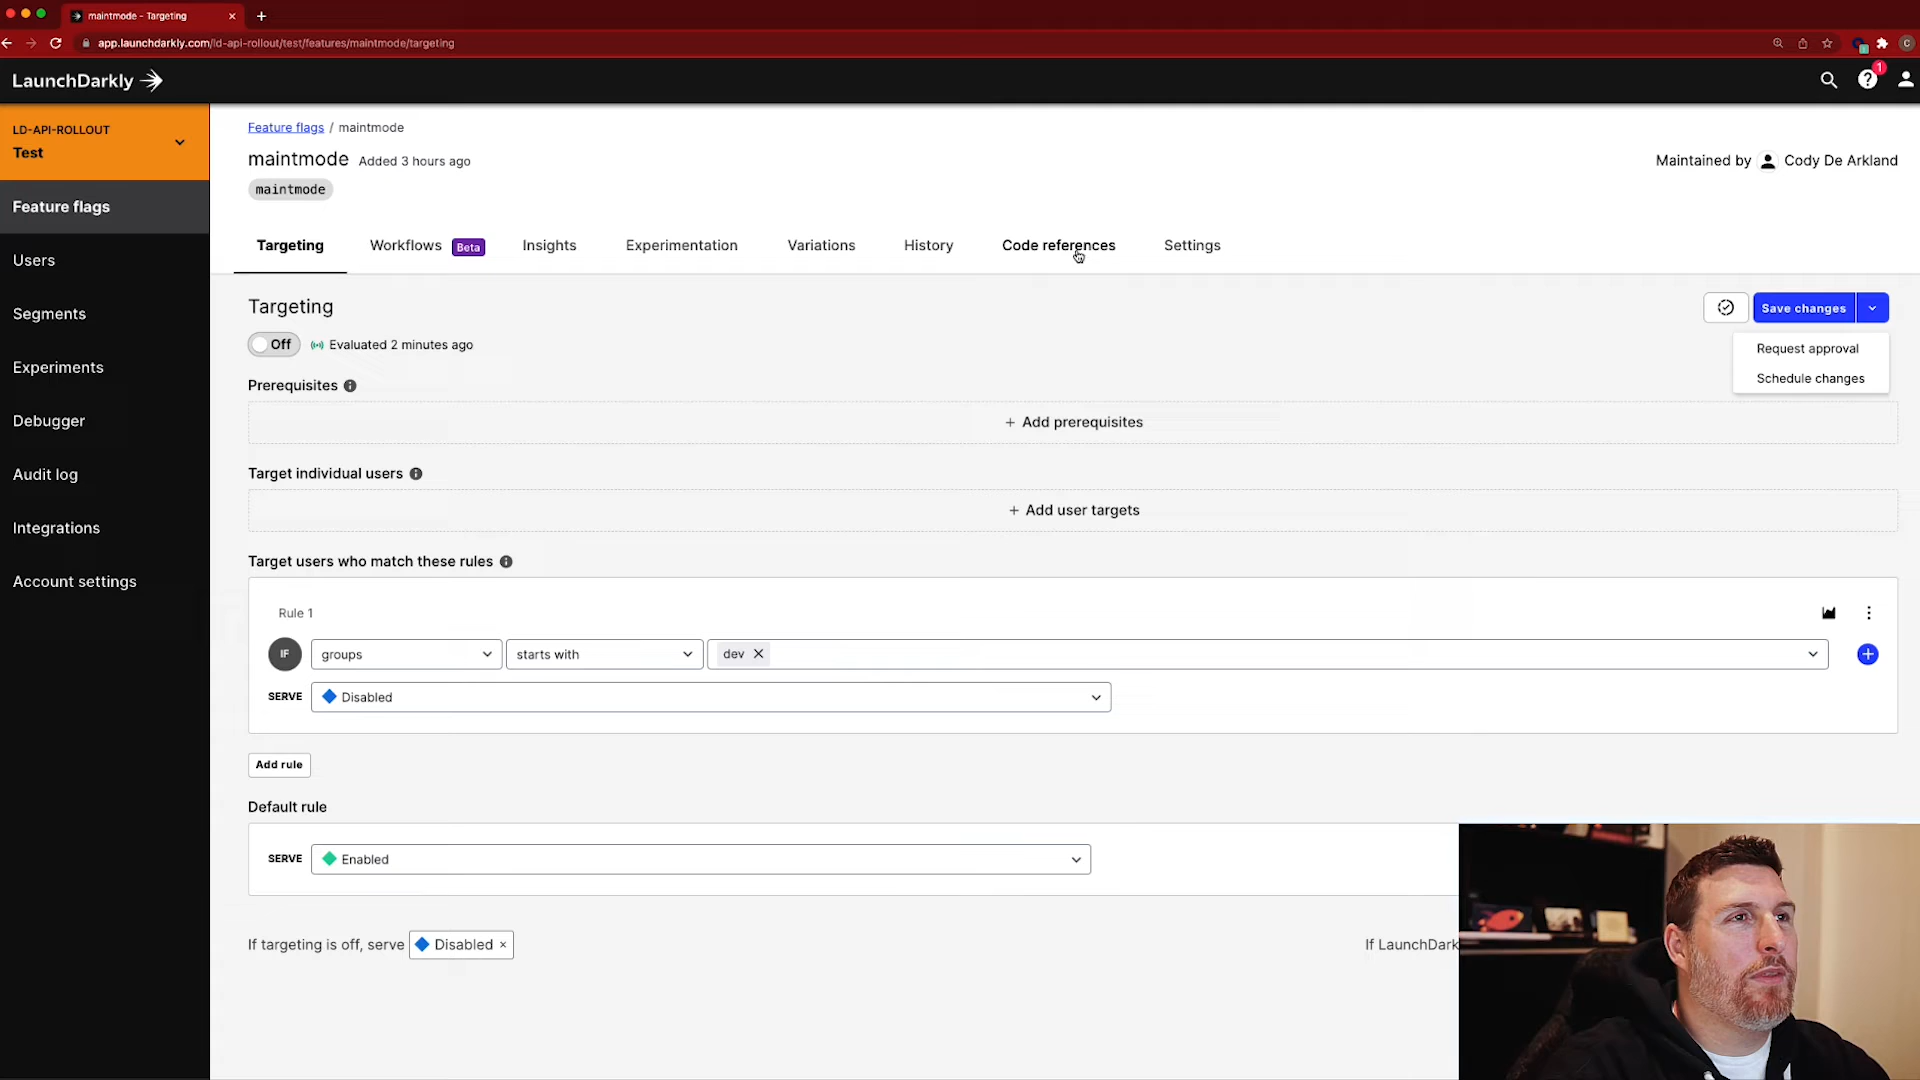 maintmode - Targeting
app.launchdarkly.com/ld-api-rollout/test/features/maintmode/targeting
LaunchDarkly
1
LD-API-ROLLOUT
Test
Feature flags
Users
Segments
Experiments
Debugger
Audit log
Integrations
Account settings
Feature flags / maintmode
maintmode Added 3 hours ago
maintmode
Maintained by Cody De Arkland
Targeting Workflows Beta Insights Experimentation Variations History Code references Settings
Targeting
Save changes
Request approval
Schedule changes
Off Evaluated 2 minutes ago
Prerequisites
+ Add prerequisites
Target individual users
+ Add user targets
Target users who match these rules
Rule 1
IF groups starts with dev
SERVE Disabled
Add rule
Default rule
SERVE Enabled
If targeting is off, serve Disabled
If LaunchDark